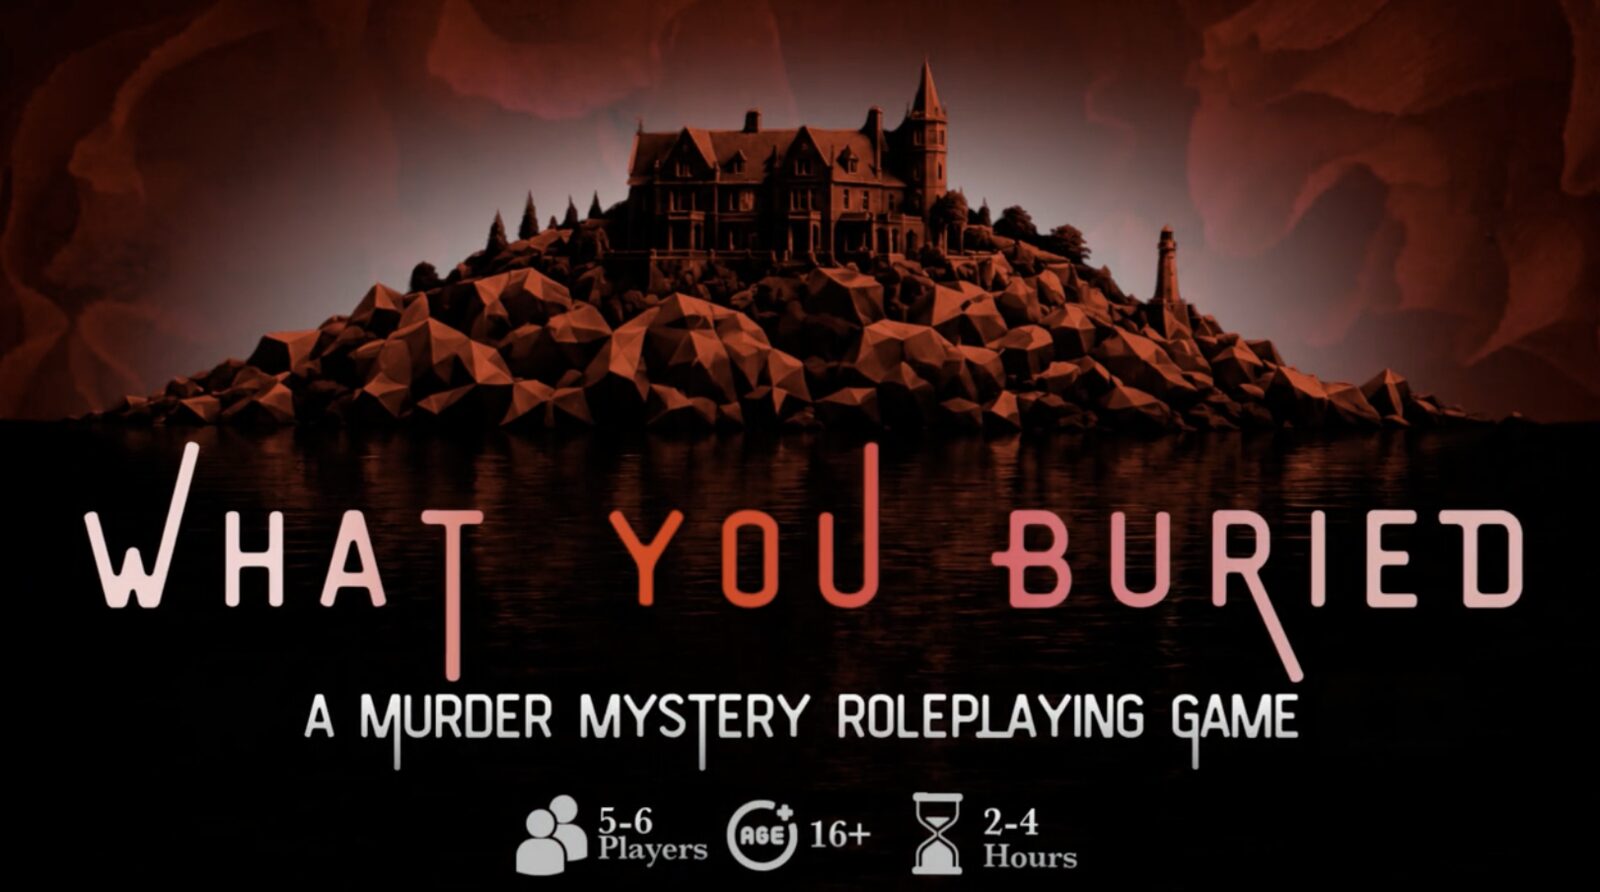 WHAT YOU BURIED
A MURDER MYSTERY ROLEPLAYING GAME
5-6
Players
AGE
16+
2-4
Hours